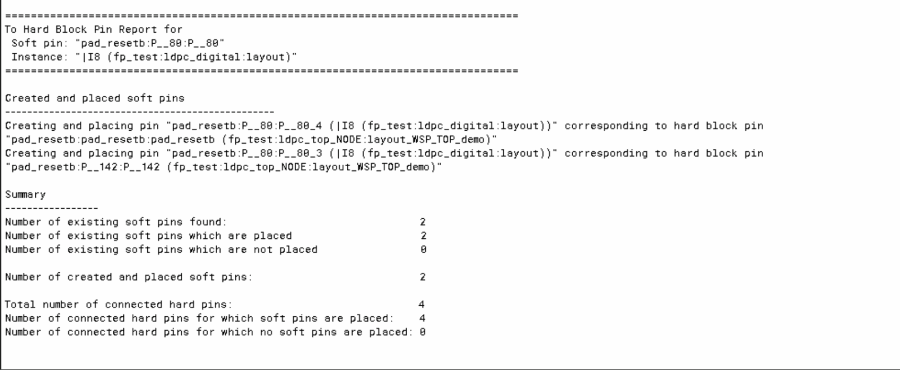 ================================================================================
To Hard Block Pin Report for
Soft pin: "pad_resetb:P__80:P__80"
Instance: "|I8 (fp_test:ldpc_digital:layout)"
================================================================================
Created and placed soft pins
----------------------------------------------
Creating and placing pin "pad_resetb:P__80:P__80_4 (|I8 (fp_test:ldpc_digital:layout))" corresponding to hard block pin
"pad_resetb:pad_resetb:pad_resetb (fp_test:ldpc_top_NODE:layout_WSP_TOP_demo)"
Creating and placing pin "pad_resetb:P__80:P__80_3 (|I8 (fp_test:ldpc_digital:layout))" corresponding to hard block pin
"pad_resetb:P__142:P__142 (fp_test:ldpc_top_NODE:layout_WSP_TOP_demo)"
Summary
----------------
Number of existing soft pins found: 2
Number of existing soft pins which are placed 2
Number of existing soft pins which are not placed 0
Number of created and placed soft pins: 2
Total number of connected hard pins: 4
Number of connected hard pins for which soft pins are placed: 4
Number of connected hard pins for which no soft pins are placed: 0